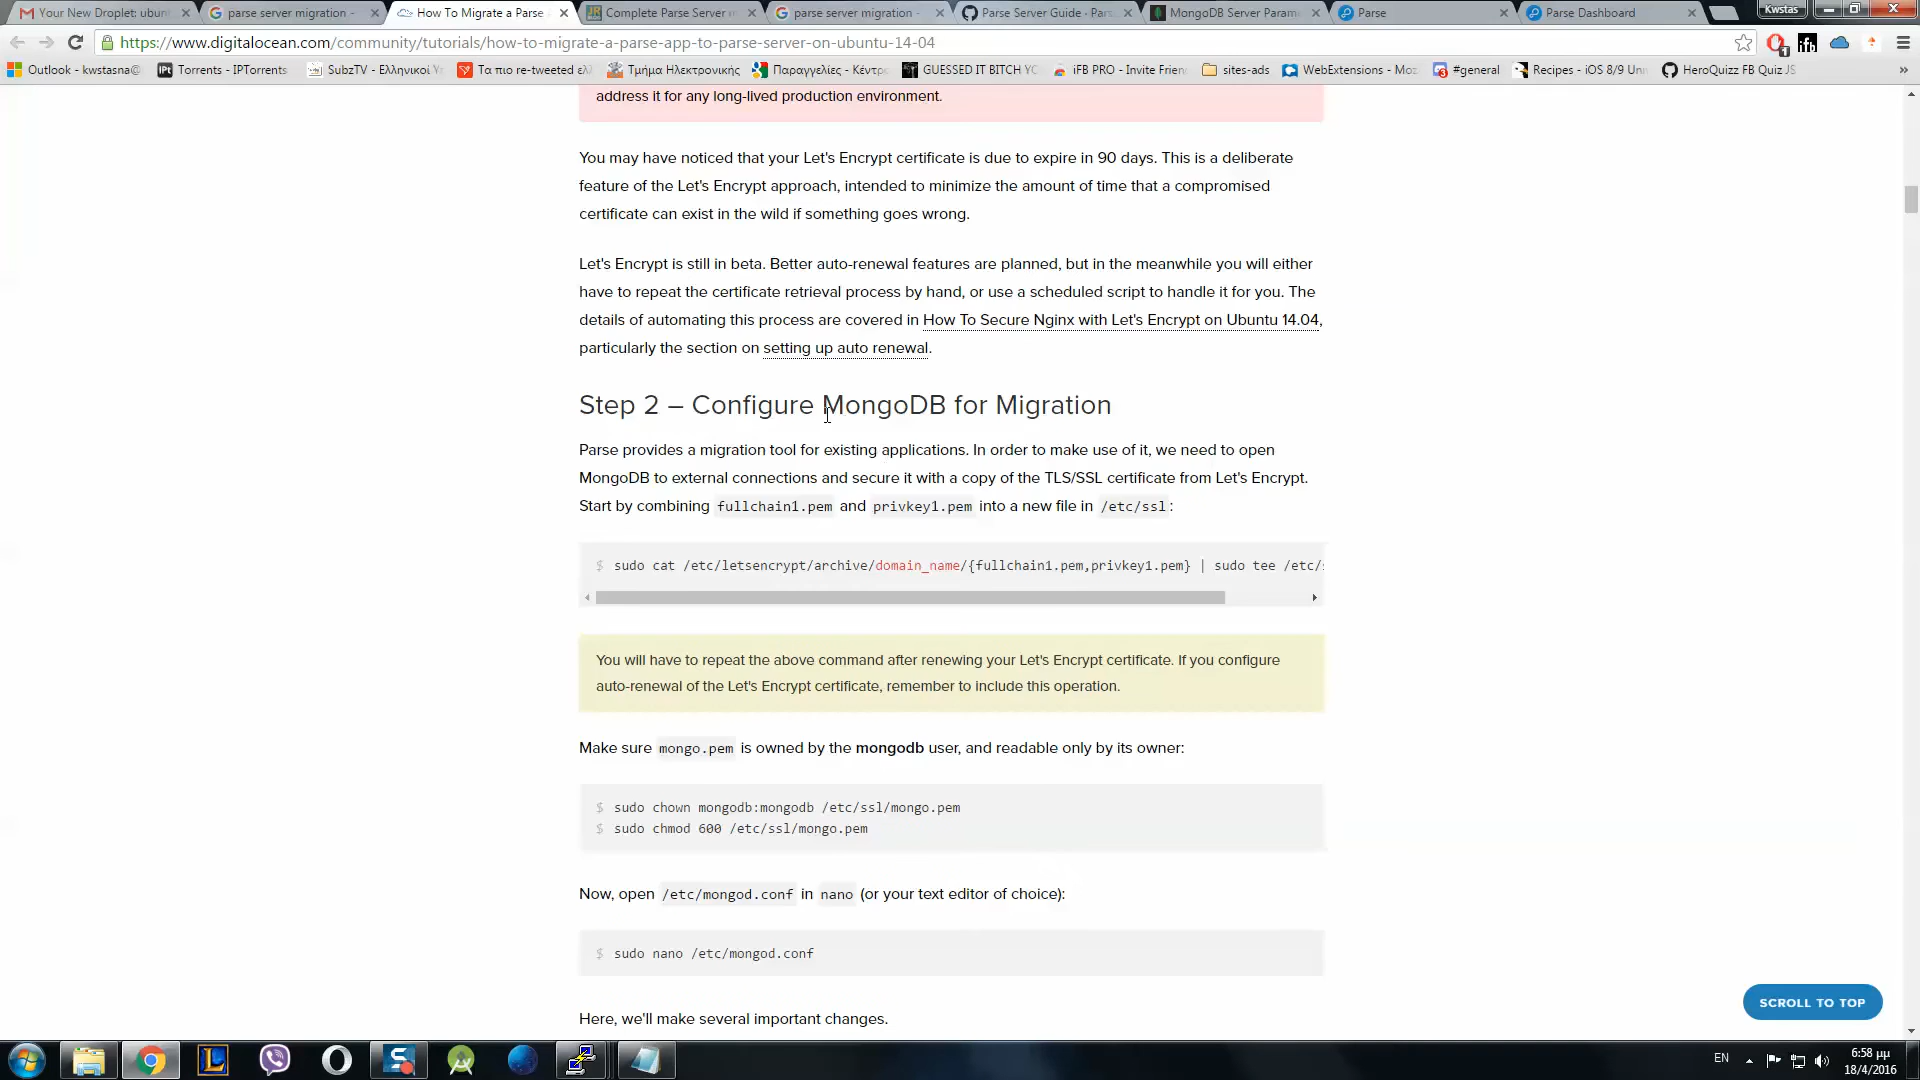 Your New Droplet: ubun
parse server migration -
How To Migrate a Parse
Complete Parse Server m
parse server migration -
Parse Server Guide · Pars
MongoDB Server Param
Parse
Parse Dashboard
Kwstas
https://www.digitalocean.com/community/tutorials/how-to-migrate-a-parse-app-to-parse-server-on-ubuntu-14-04
Outlook - kwstasna@
Torrents - IPTorrents
SubzTV - Ελληνικοί Υ
Τα πιο re-tweeted ελ
Τμήμα Ηλεκτρονικής
Παραγγελίες - Κέντρ
GUESSED IT BITCH YO
iFB PRO - Invite Frien
sites-ads
WebExtensions - Moz
#general
Recipes - iOS 8/9 Un
HeroQuizz FB Quiz JS
»
address it for any long-lived production environment.
You may have noticed that your Let's Encrypt certificate is due to expire in 90 days. This is a deliberate
feature of the Let's Encrypt approach, intended to minimize the amount of time that a compromised
certificate can exist in the wild if something goes wrong.
Let's Encrypt is still in beta. Better auto-renewal features are planned, but in the meanwhile you will either
have to repeat the certificate retrieval process by hand, or use a scheduled script to handle it for you. The
details of automating this process are covered in How To Secure Nginx with Let's Encrypt on Ubuntu 14.04,
particularly the section on setting up auto renewal.
Step 2 – Configure MongoDB for Migration
Parse provides a migration tool for existing applications. In order to make use of it, we need to open
MongoDB to external connections and secure it with a copy of the TLS/SSL certificate from Let's Encrypt.
Start by combining fullchain1.pem and privkey1.pem into a new file in /etc/ssl:
$ sudo cat /etc/letsencrypt/archive/domain_name/{fullchain1.pem,privkey1.pem} | sudo tee /etc/s
You will have to repeat the above command after renewing your Let's Encrypt certificate. If you configure
auto-renewal of the Let's Encrypt certificate, remember to include this operation.
Make sure mongo.pem is owned by the mongodb user, and readable only by its owner:
$ sudo chown mongodb:mongodb /etc/ssl/mongo.pem
$ sudo chmod 600 /etc/ssl/mongo.pem
Now, open /etc/mongod.conf in nano (or your text editor of choice):
$ sudo nano /etc/mongod.conf
SCROLL TO TOP
Here, we'll make several important changes.
EN
6:58 μμ
18/4/2016